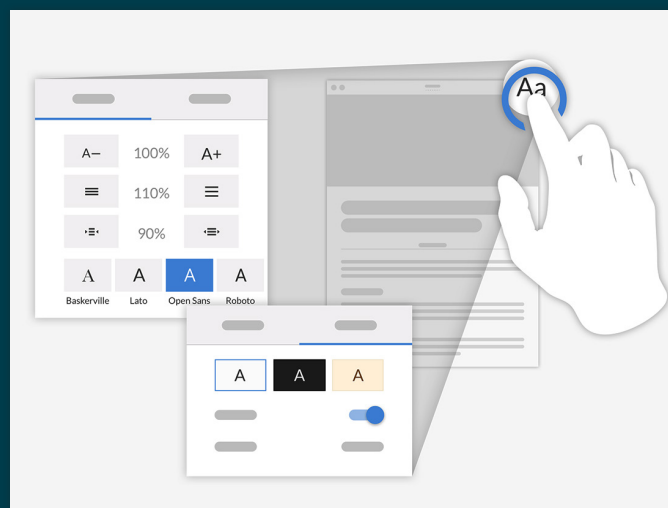 Aa
A− 100% A+
110%
90%
A A A A
Baskerville Lato Open Sans Roboto
A A A